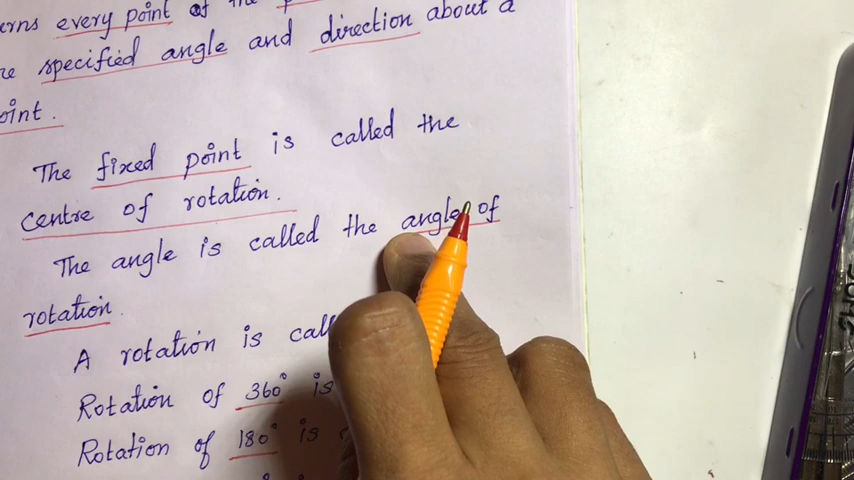 every point of the
specified angle and direction about a
point.
The fixed point is called the
centre of rotation.
The angle is called the angle of
rotation.
A rotation is
Rotation of 360° is
Rotation of 180° is